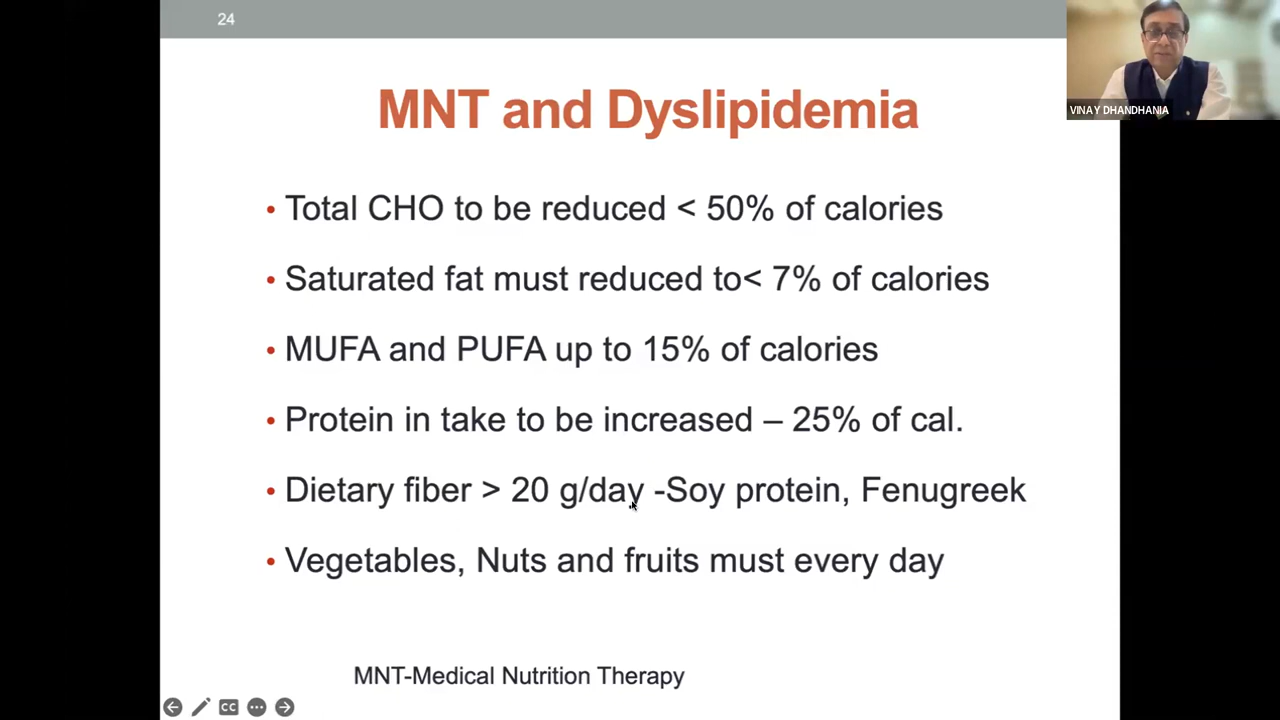 24
VINAY DHANDHANIA
MNT and Dyslipidemia
• Total CHO to be reduced < 50% of calories
• Saturated fat must reduced to< 7% of calories
• MUFA and PUFA up to 15% of calories
• Protein in take to be increased – 25% of cal.
• Dietary fiber > 20 g/day -Soy protein, Fenugreek
• Vegetables, Nuts and fruits must every day
MNT-Medical Nutrition Therapy
CC